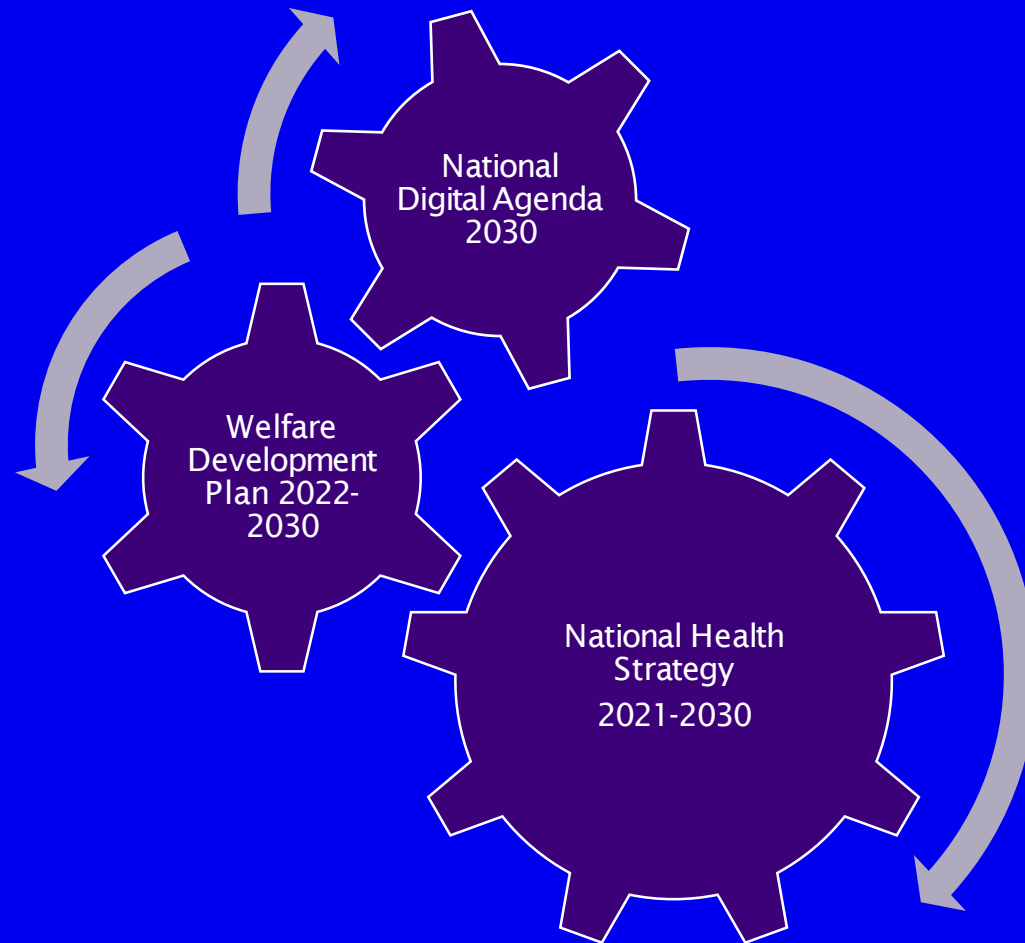 National
Digital Agenda
2030
Welfare
Development
Plan 2022-
2030
National Health
Strategy
2021-2030